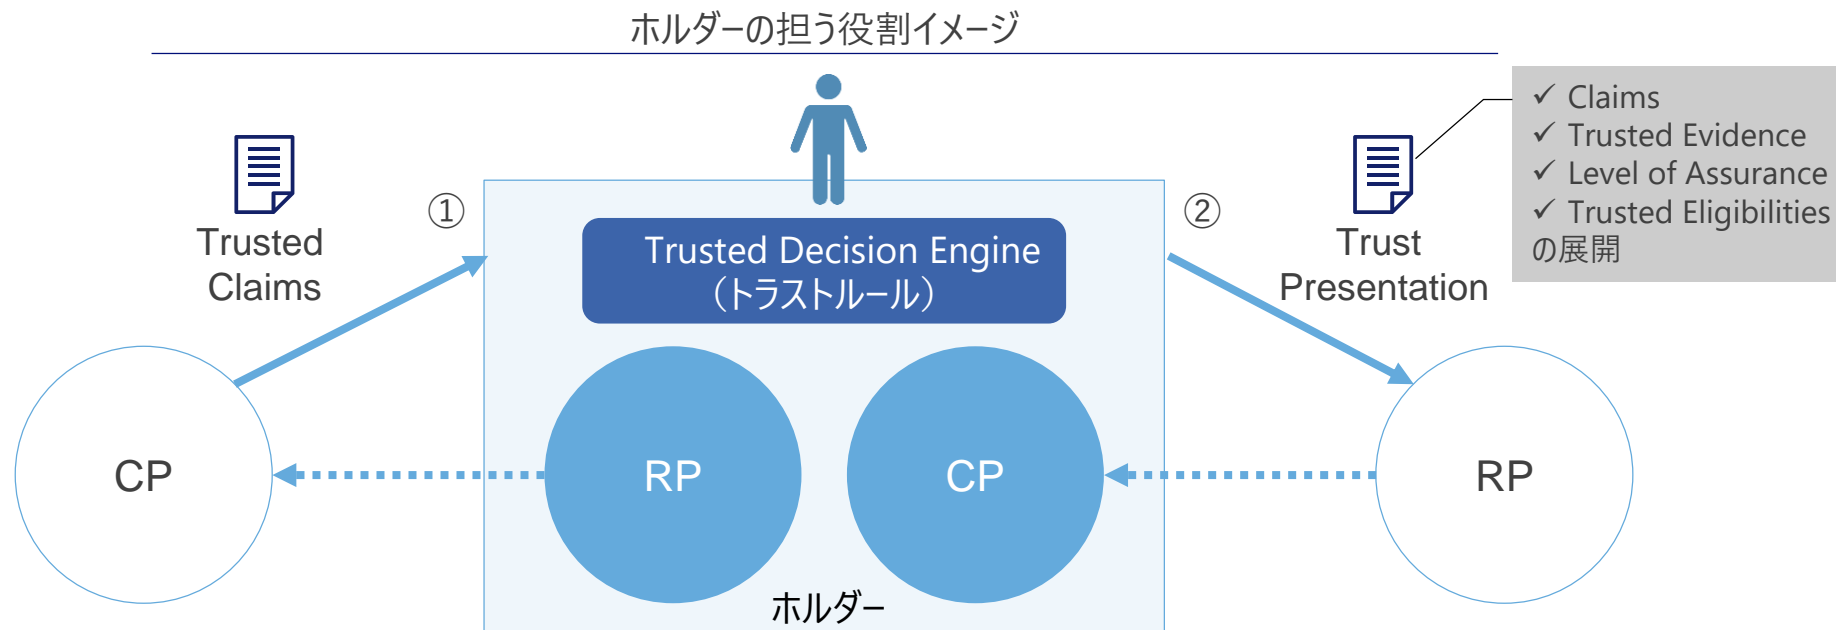 ホルダーの担う役割イメージ
✓ Claims
✓ Trusted Evidence
✓ Level of Assurance
✓ Trusted Eligibilities
の展開
Trusted
Claims
①
Trusted Decision Engine
（トラストルール）
②
Trust
Presentation
CP
RP
CP
RP
ホルダー